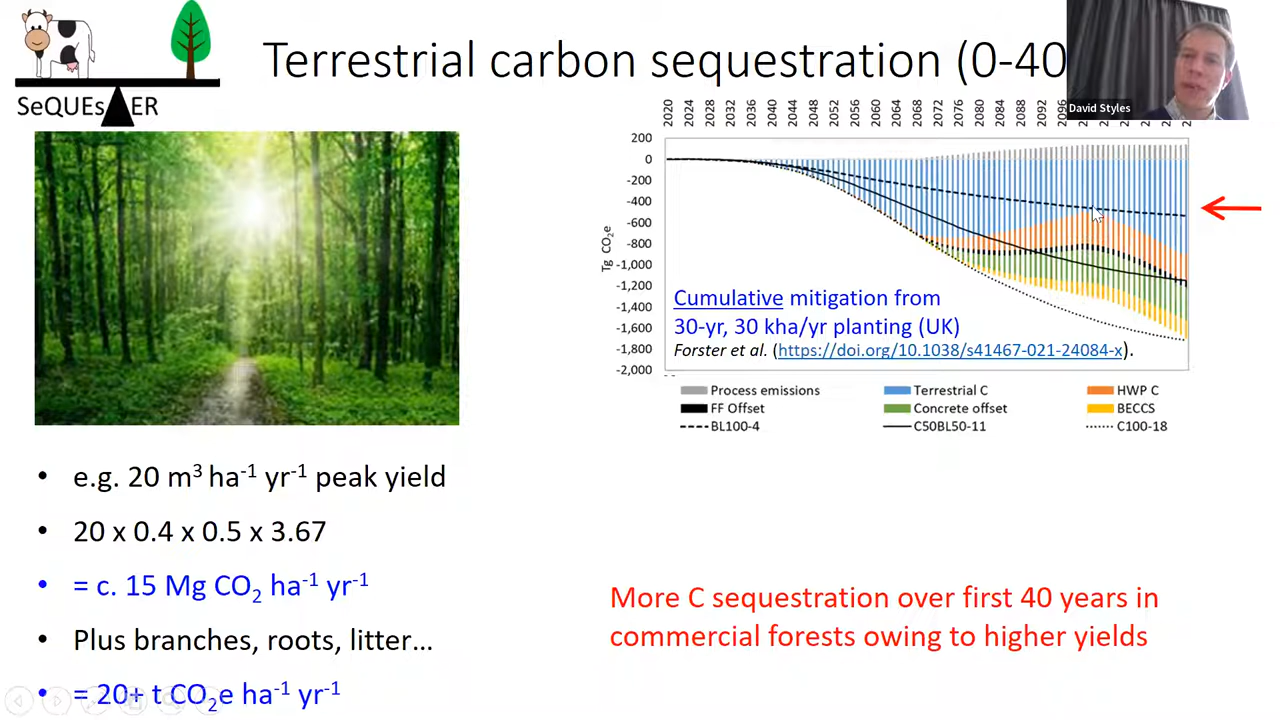 SeQUEsTER
Terrestrial carbon sequestration (0-40
David Styles
2020 2024 2028 2032 2036 2040 2044 2048 2052 2056 2060 2064 2068 2072 2076 2080 2084 2088 2092 2096
200
0
-200
-400
-600
-800
-1,000
-1,200
-1,400
-1,600
-1,800
-2,000
Tg CO2e
Cumulative mitigation from
30-yr, 30 kha/yr planting (UK)
Forster et al. (https://doi.org/10.1038/s41467-021-24084-x).
Process emissions Terrestrial C HWP C
FF Offset Concrete offset BECCS
BL100-4 C50BL50-11 C100-18
• e.g. 20 m³ ha⁻¹ yr⁻¹ peak yield
• 20 x 0.4 x 0.5 x 3.67
• = c. 15 Mg CO₂ ha⁻¹ yr⁻¹
• Plus branches, roots, litter…
• = 20+ t CO₂e ha⁻¹ yr⁻¹
More C sequestration over first 40 years in
commercial forests owing to higher yields